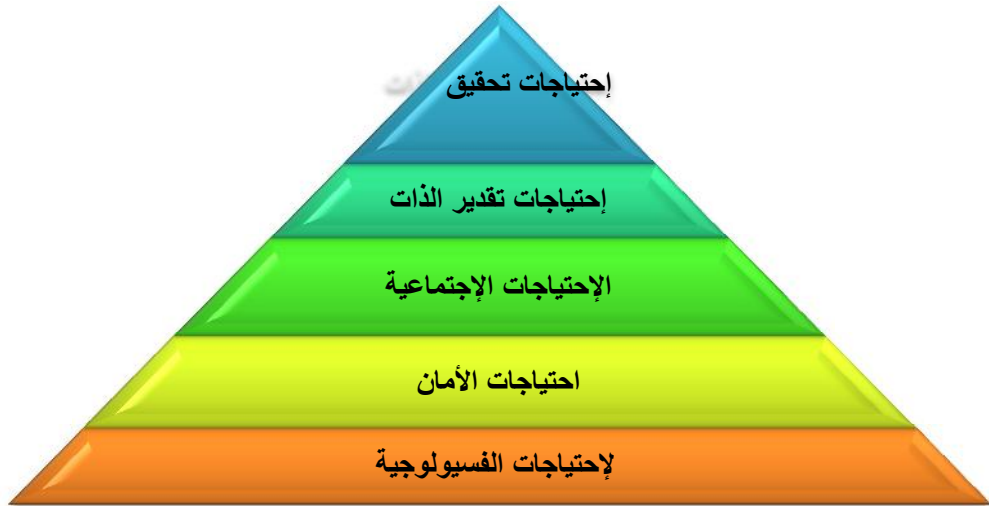 إحتياجات تحقيق
إحتياجات تقدير الذات
الإحتياجات الإجتماعية
احتياجات الأمان
لإحتياجات الفسيولوجية